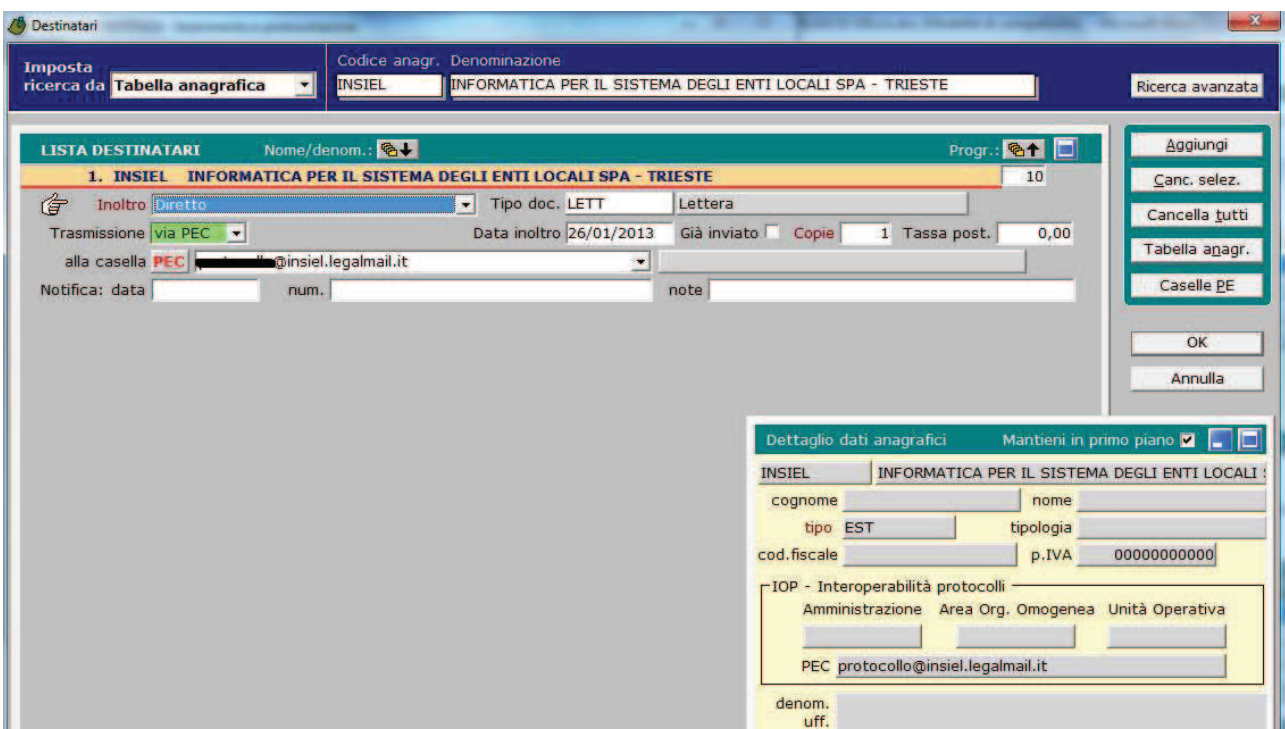 Destinatari
Imposta
ricerca da Tabella anagrafica
Codice anagr. Denominazione
INSIEL INFORMATICA PER IL SISTEMA DEGLI ENTI LOCALI SPA - TRIESTE
Ricerca avanzata
LISTA DESTINATARI Nome/denom.: Progr.:
1. INSIEL INFORMATICA PER IL SISTEMA DEGLI ENTI LOCALI SPA - TRIESTE 10
Inoltro Diretto Tipo doc. LETT Lettera
Trasmissione via PEC Data inoltro 26/01/2013 Già inviato Copie 1 Tassa post. 0,00
alla casella PEC @insiel.legalmail.it
Notifica: data num. note
Aggiungi
Canc. selez.
Cancella tutti
Tabella anagr.
Caselle PE
OK
Annulla
Dettaglio dati anagrafici Mantieni in primo piano
INSIEL INFORMATICA PER IL SISTEMA DEGLI ENTI LOCALI
cognome nome
tipo EST tipologia
cod.fiscale p.IVA 00000000000
IOP - Interoperabilità protocolli
Amministrazione Area Org. Omogenea Unità Operativa
PEC protocollo@insiel.legalmail.it
denom.
uff.